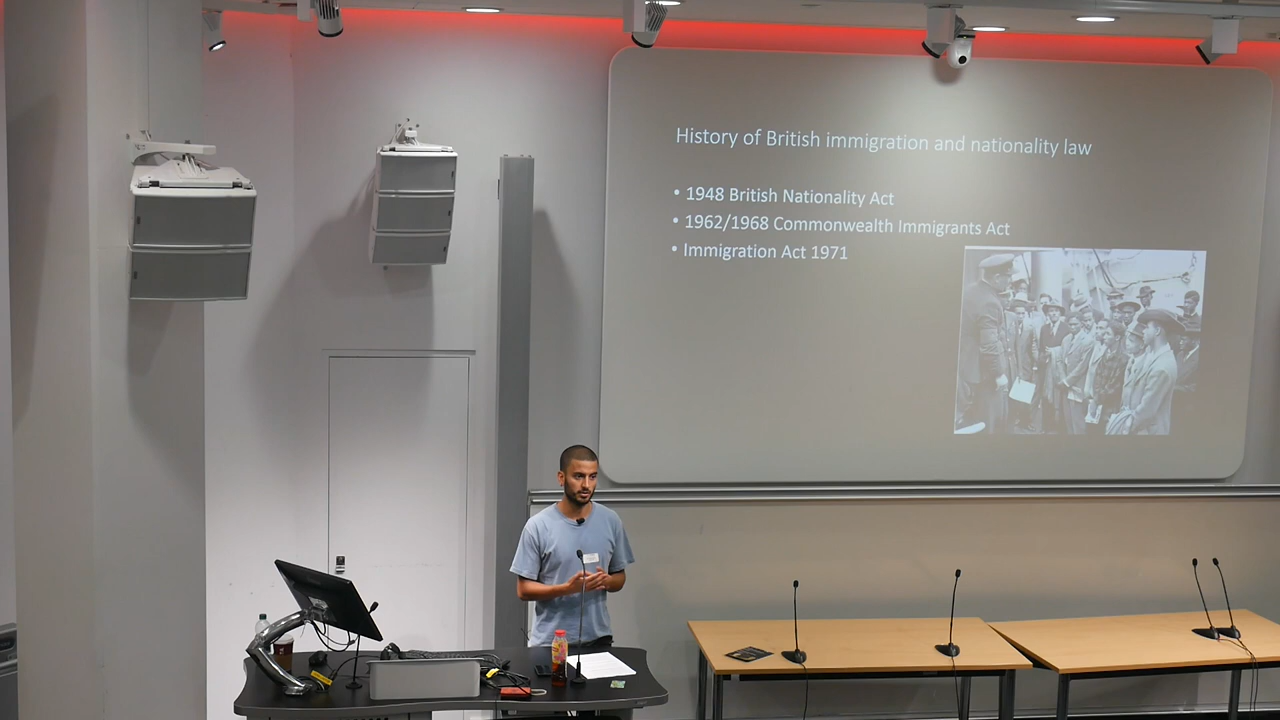 History of British immigration and nationality law
• 1948 British Nationality Act
• 1962/1968 Commonwealth Immigrants Act
• Immigration Act 1971